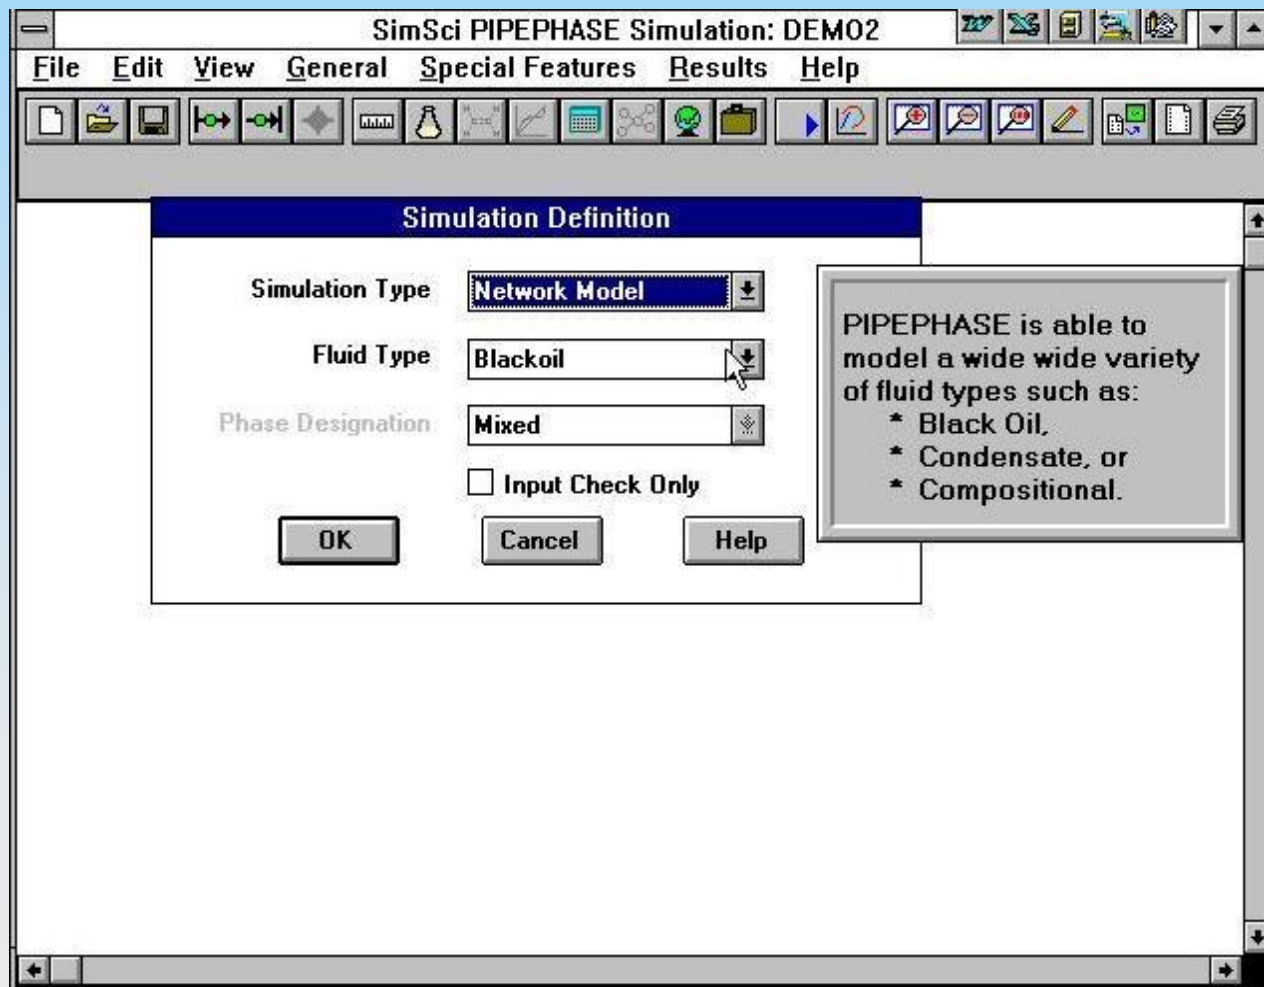 SimSci PIPEPHASE Simulation: DEMO2
File Edit View General Special Features Results Help
Simulation Definition
Simulation Type Network Model
Fluid Type Blackoil
Phase Designation Mixed
Input Check Only
OK Cancel Help
PIPEPHASE is able to
model a wide wide variety
of fluid types such as:
* Black Oil,
* Condensate, or
* Compositional.